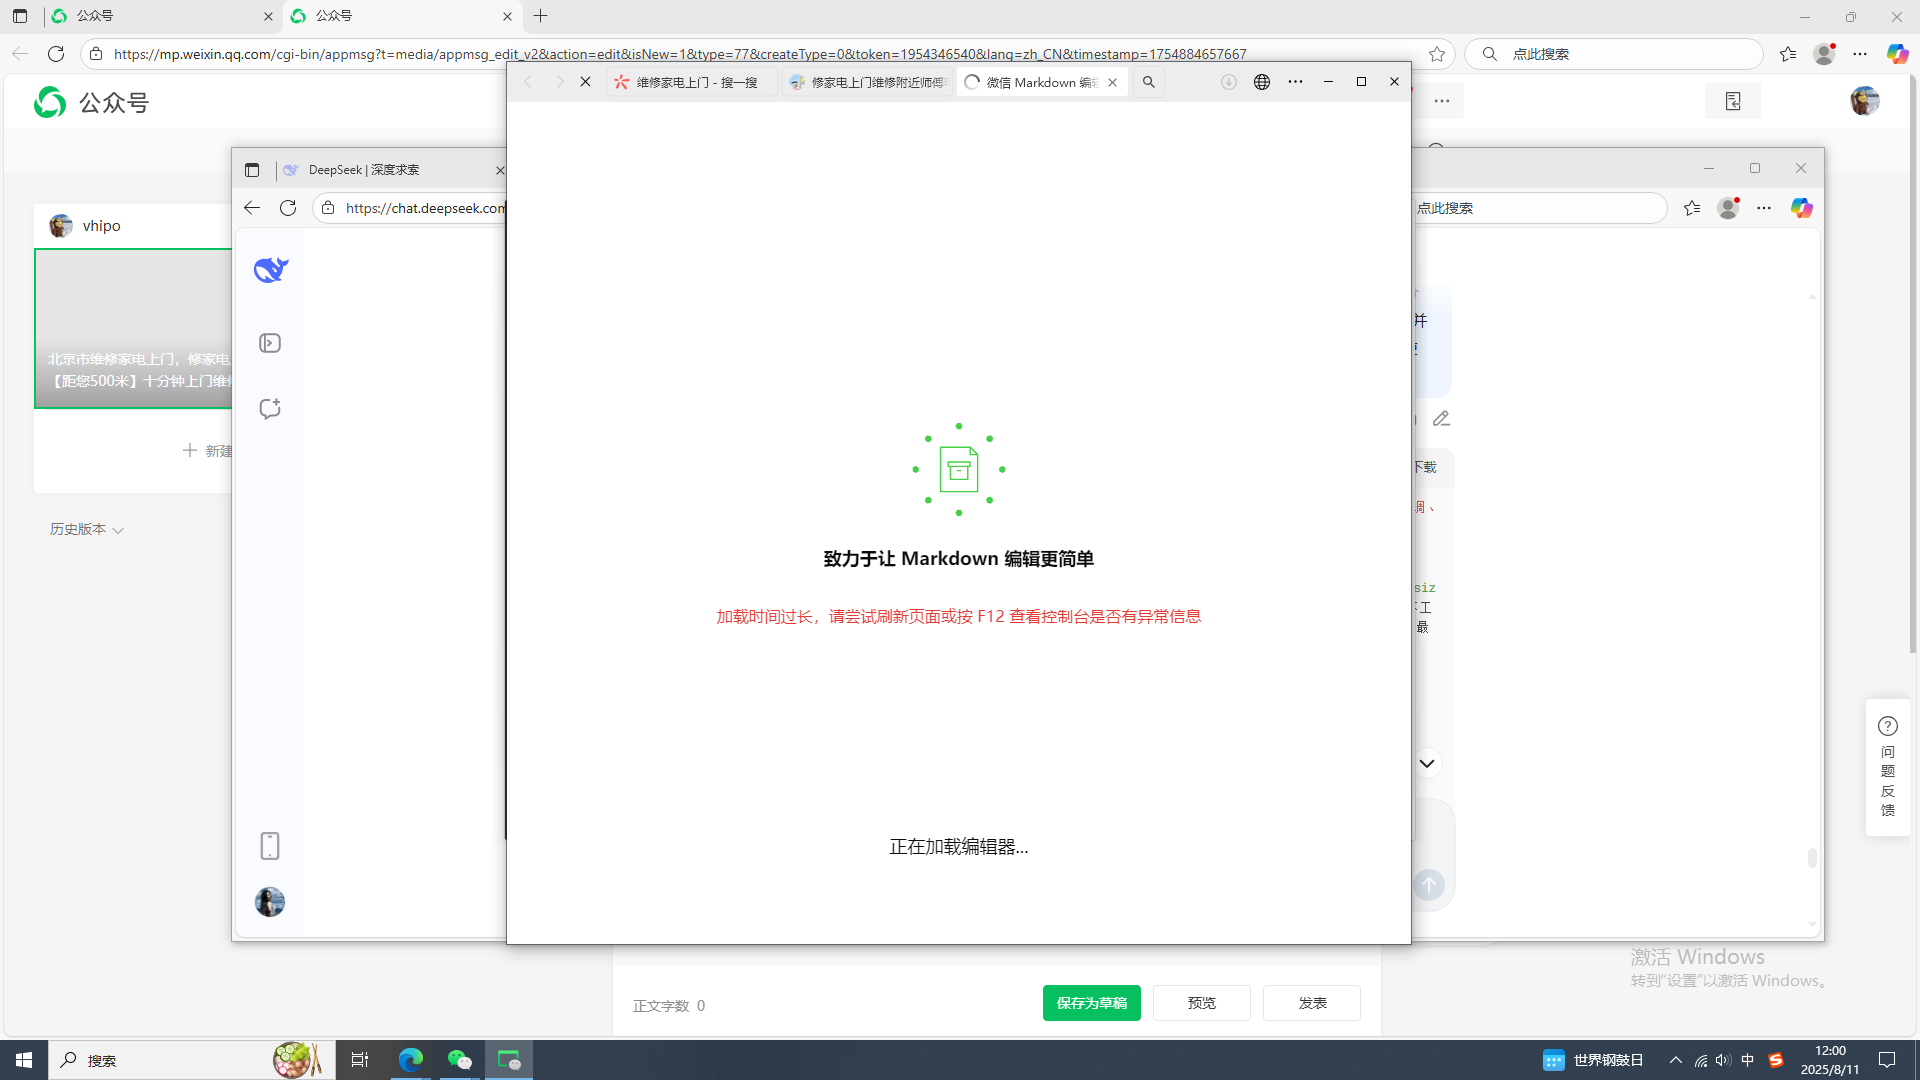 公众号
公众号
https://mp.weixin.qq.com/cgi-bin/appmsg?t=media/appmsg_edit_v2&action=edit&isNew=1&type=77&createType=0&token=1954346540&lang=zh_CN&timestamp=1754884657667
点此搜索
公众号
维修家电上门 - 搜一搜
修家电上门维修附近师傅
微信 Markdown 编
DeepSeek | 深度求索
https://chat.deepseek.com
点此搜索
vhipo
北京市维修家电上门，修家电
【距您500米】十分钟上门维修
新建
历史版本
并
下载
调、
siz
工
最
致力于让 Markdown 编辑更简单
加载时间过长，请尝试刷新页面或按 F12 查看控制台是否有异常信息
正在加载编辑器...
问
题
反
馈
激活 Windows
转到"设置"以激活 Windows。
正文字数 0
保存为草稿
预览
发表
搜索
世界钢鼓日
中
12:00
2025/8/11